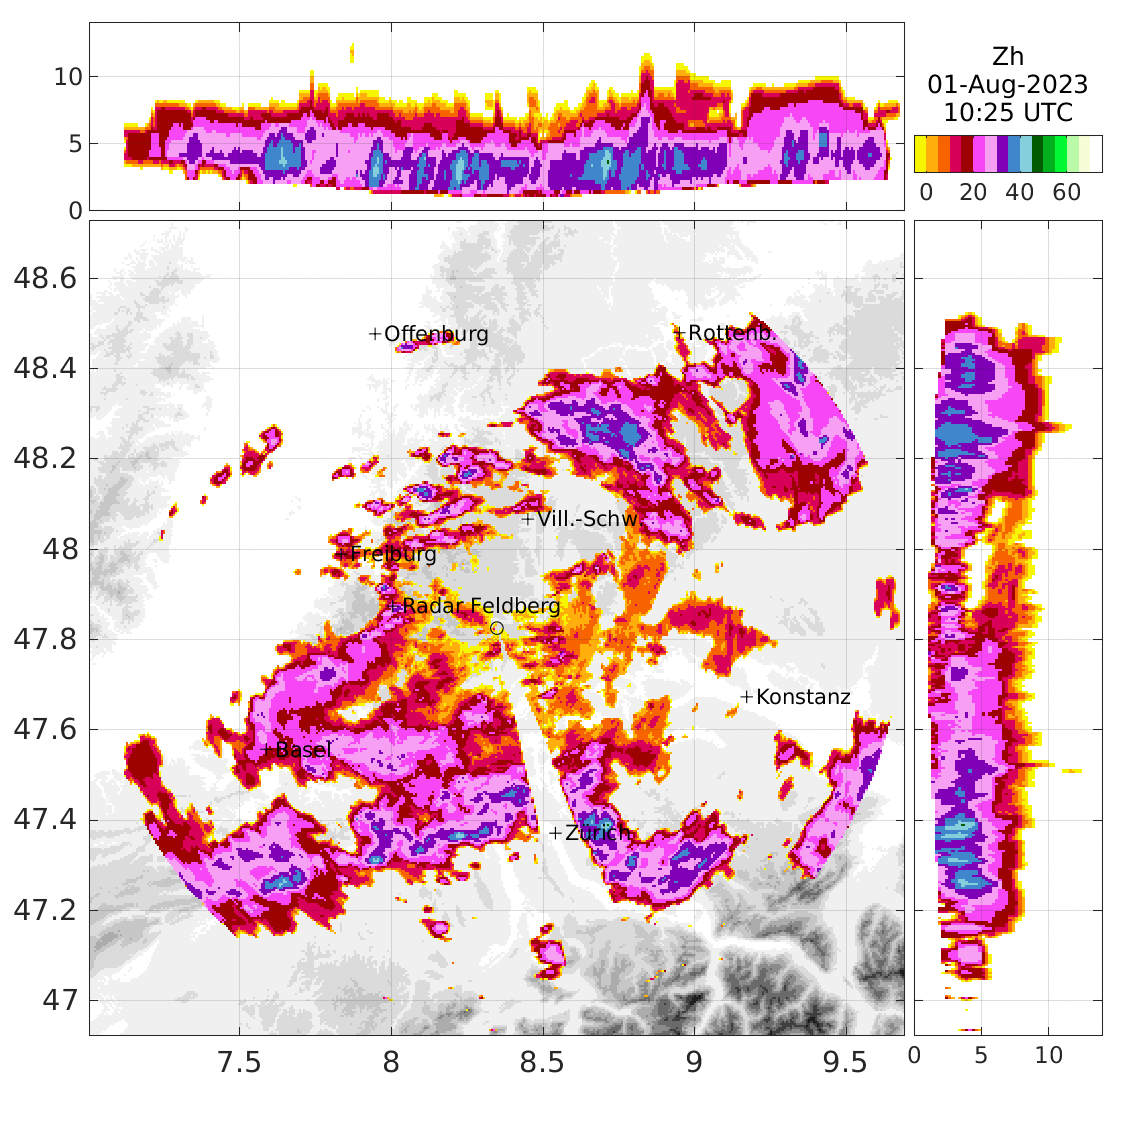 10
5
0
Zh
01-Aug-2023
10:25 UTC
0 20 40 60
48.6
48.4
48.2
48
47.8
47.6
47.4
47.2
47
+Offenburg
+Rottenb.
+Vill.-Schw.
+Freiburg
+Radar Feldberg
+Konstanz
+Basel
+Zürich
7.5 8 8.5 9 9.5
0 5 10